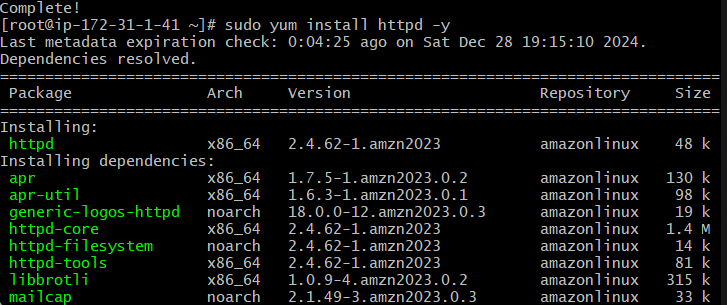 Complete!
[root@ip-172-31-1-41 ~]# sudo yum install httpd -y
Last metadata expiration check: 0:04:25 ago on Sat Dec 28 19:15:10 2024.
Dependencies resolved.
================================================================================
 Package Arch Version Repository Size
================================================================================
Installing:
 httpd x86_64 2.4.62-1.amzn2023 amazonlinux 48 k
Installing dependencies:
 apr x86_64 1.7.5-1.amzn2023.0.2 amazonlinux 130 k
 apr-util x86_64 1.6.3-1.amzn2023.0.1 amazonlinux 98 k
 generic-logos-httpd noarch 18.0.0-12.amzn2023.0.3 amazonlinux 19 k
 httpd-core x86_64 2.4.62-1.amzn2023 amazonlinux 1.4 M
 httpd-filesystem noarch 2.4.62-1.amzn2023 amazonlinux 14 k
 httpd-tools x86_64 2.4.62-1.amzn2023 amazonlinux 81 k
 libbrotli x86_64 1.0.9-4.amzn2023.0.2 amazonlinux 315 k
 mailcap noarch 2.1.49-3.amzn2023.0.3 amazonlinux 33 k